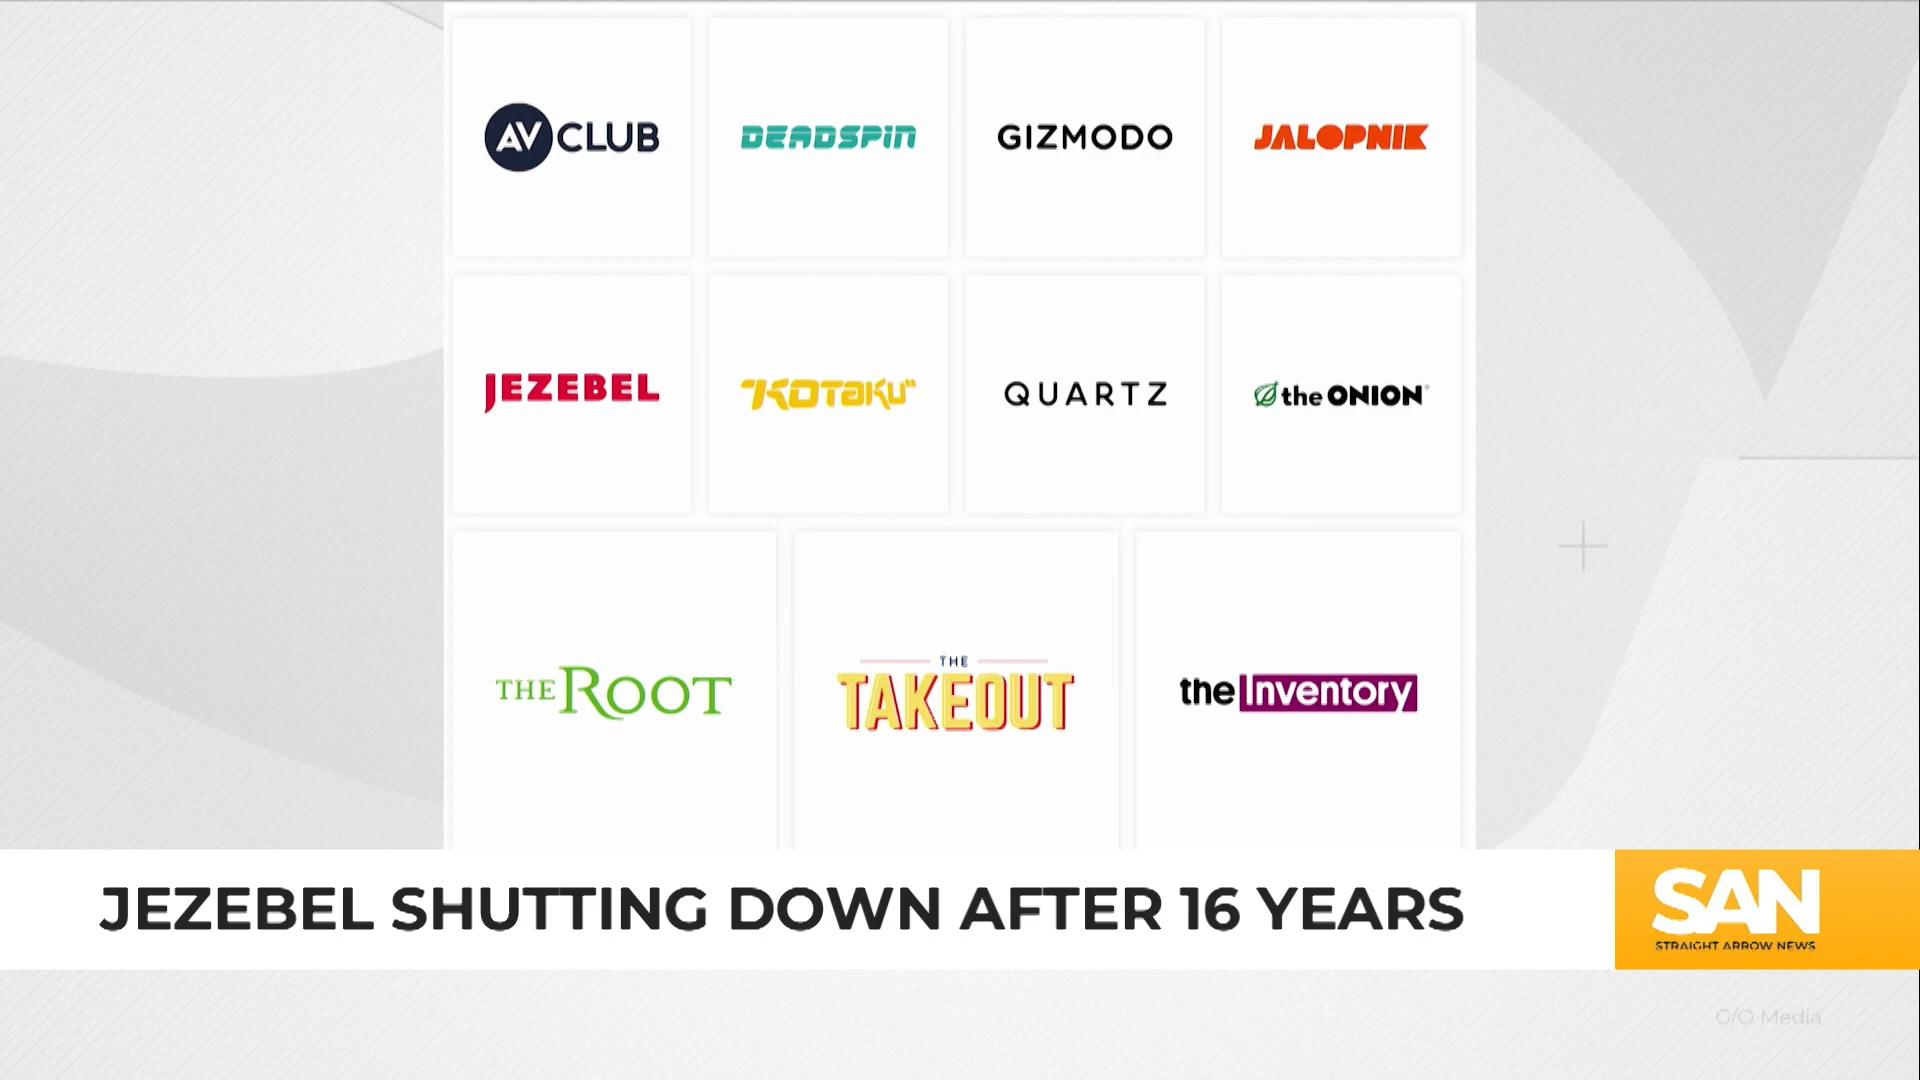 AV CLUB
DEADSPIN
GIZMODO
JALOPNIK
JEZEBEL
KOTAKU
QUARTZ
the ONION®
THE ROOT
THE
TAKEOUT
the Inventory
JEZEBEL SHUTTING DOWN AFTER 16 YEARS
SAN
STRAIGHT ARROW NEWS
G/O Media